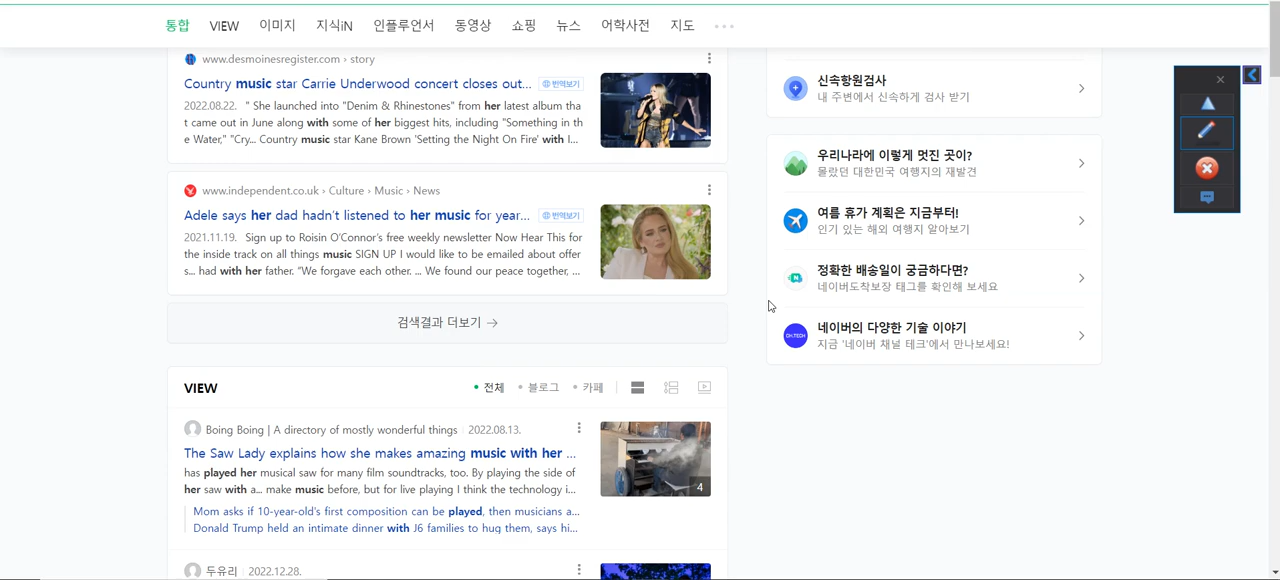 통합 VIEW 이미지 지식iN 인플루언서 동영상 쇼핑 뉴스 어학사전 지도
www.desmoinesregister.com › story
Country music star Carrie Underwood concert closes out... 번역보기
2022.08.22. " She launched into "Denim & Rhinestones" from her latest album tha
t came out in June along with some of her biggest hits, including "Something in th
e Water," "Cry... Country music star Kane Brown 'Setting the Night On Fire' with l...
www.independent.co.uk › Culture › Music › News
Adele says her dad hadn't listened to her music for year... 번역보기
2021.11.19. Sign up to Roisin O'Connor's free weekly newsletter Now Hear This for
the inside track on all things music SIGN UP I would like to be emailed about offer
s... had with her father. "We forgave each other. ... We found our peace together, ...
검색결과 더보기 →
VIEW
전체 블로그 카페
Boing Boing | A directory of mostly wonderful things 2022.08.13.
The Saw Lady explains how she makes amazing music with her ...
has played her musical saw for many film soundtracks, too. By playing the side of
her saw with a... make music before, but for live playing I think the technology i...
4
Mom asks if 10-year-old's first composition can be played, then musicians a...
Donald Trump held an intimate dinner with J6 families to hug them, says hi...
두유리 2022.12.28.
신속항원검사
내 주변에서 신속하게 검사 받기
우리나라에 이렇게 멋진 곳이?
몰랐던 대한민국 여행지의 재발견
여름 휴가 계획은 지금부터!
인기 있는 해외 여행지 알아보기
정확한 배송일이 궁금하다면?
네이버도착보장 태그를 확인해 보세요
CH.TECH
네이버의 다양한 기술 이야기
지금 '네이버 채널 테크'에서 만나보세요!